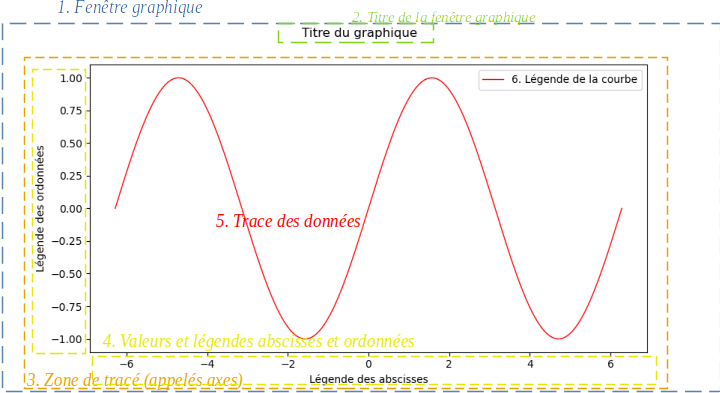 1. Fenêtre graphique
2. Titre de la fenêtre graphique
Titre du graphique
6. Légende de la courbe
1.00
0.75
0.50
0.25
0.00
−0.25
−0.50
−0.75
−1.00
Légende des ordonnées
5. Trace des données
4. Valeurs et légendes abscisses et ordonnées
−6
−4
−2
0
2
4
6
3. Zone de tracé (appelés axes)
Légende des abscisses